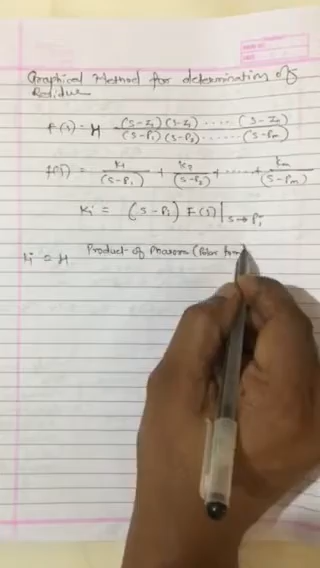 Graphical Method for determination of
Residue
F(s) = H (s-Z1)(s-Z2)......(s-Zn) / (s-P1)(s-P2)......(s-Pm)
F(s) = K1/(s-P1) + K2/(s-P2) + ...... + Km/(s-Pm)
Ki = (s-Pi) F(s)|s→Pi
Ki = H Product of Phasors (Polar form